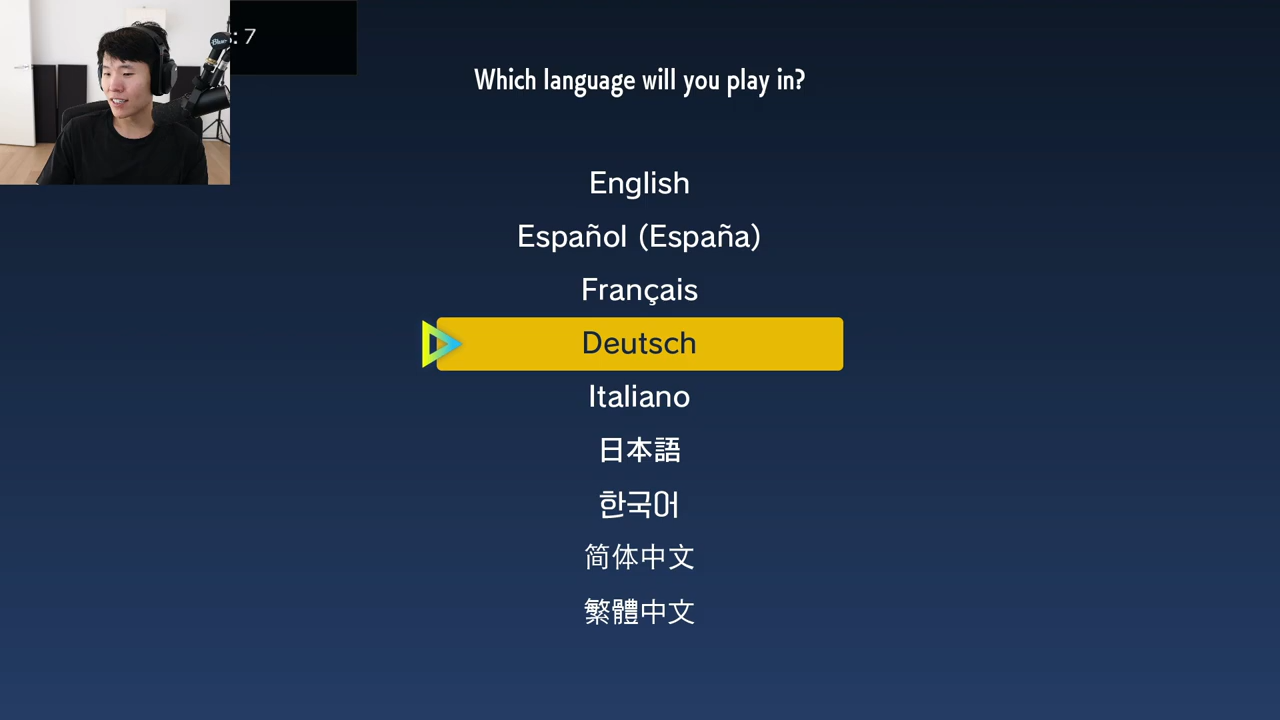 : 7
Which language will you play in?
English
Español (España)
Français
Deutsch
Italiano
日本語
한국어
简体中文
繁體中文